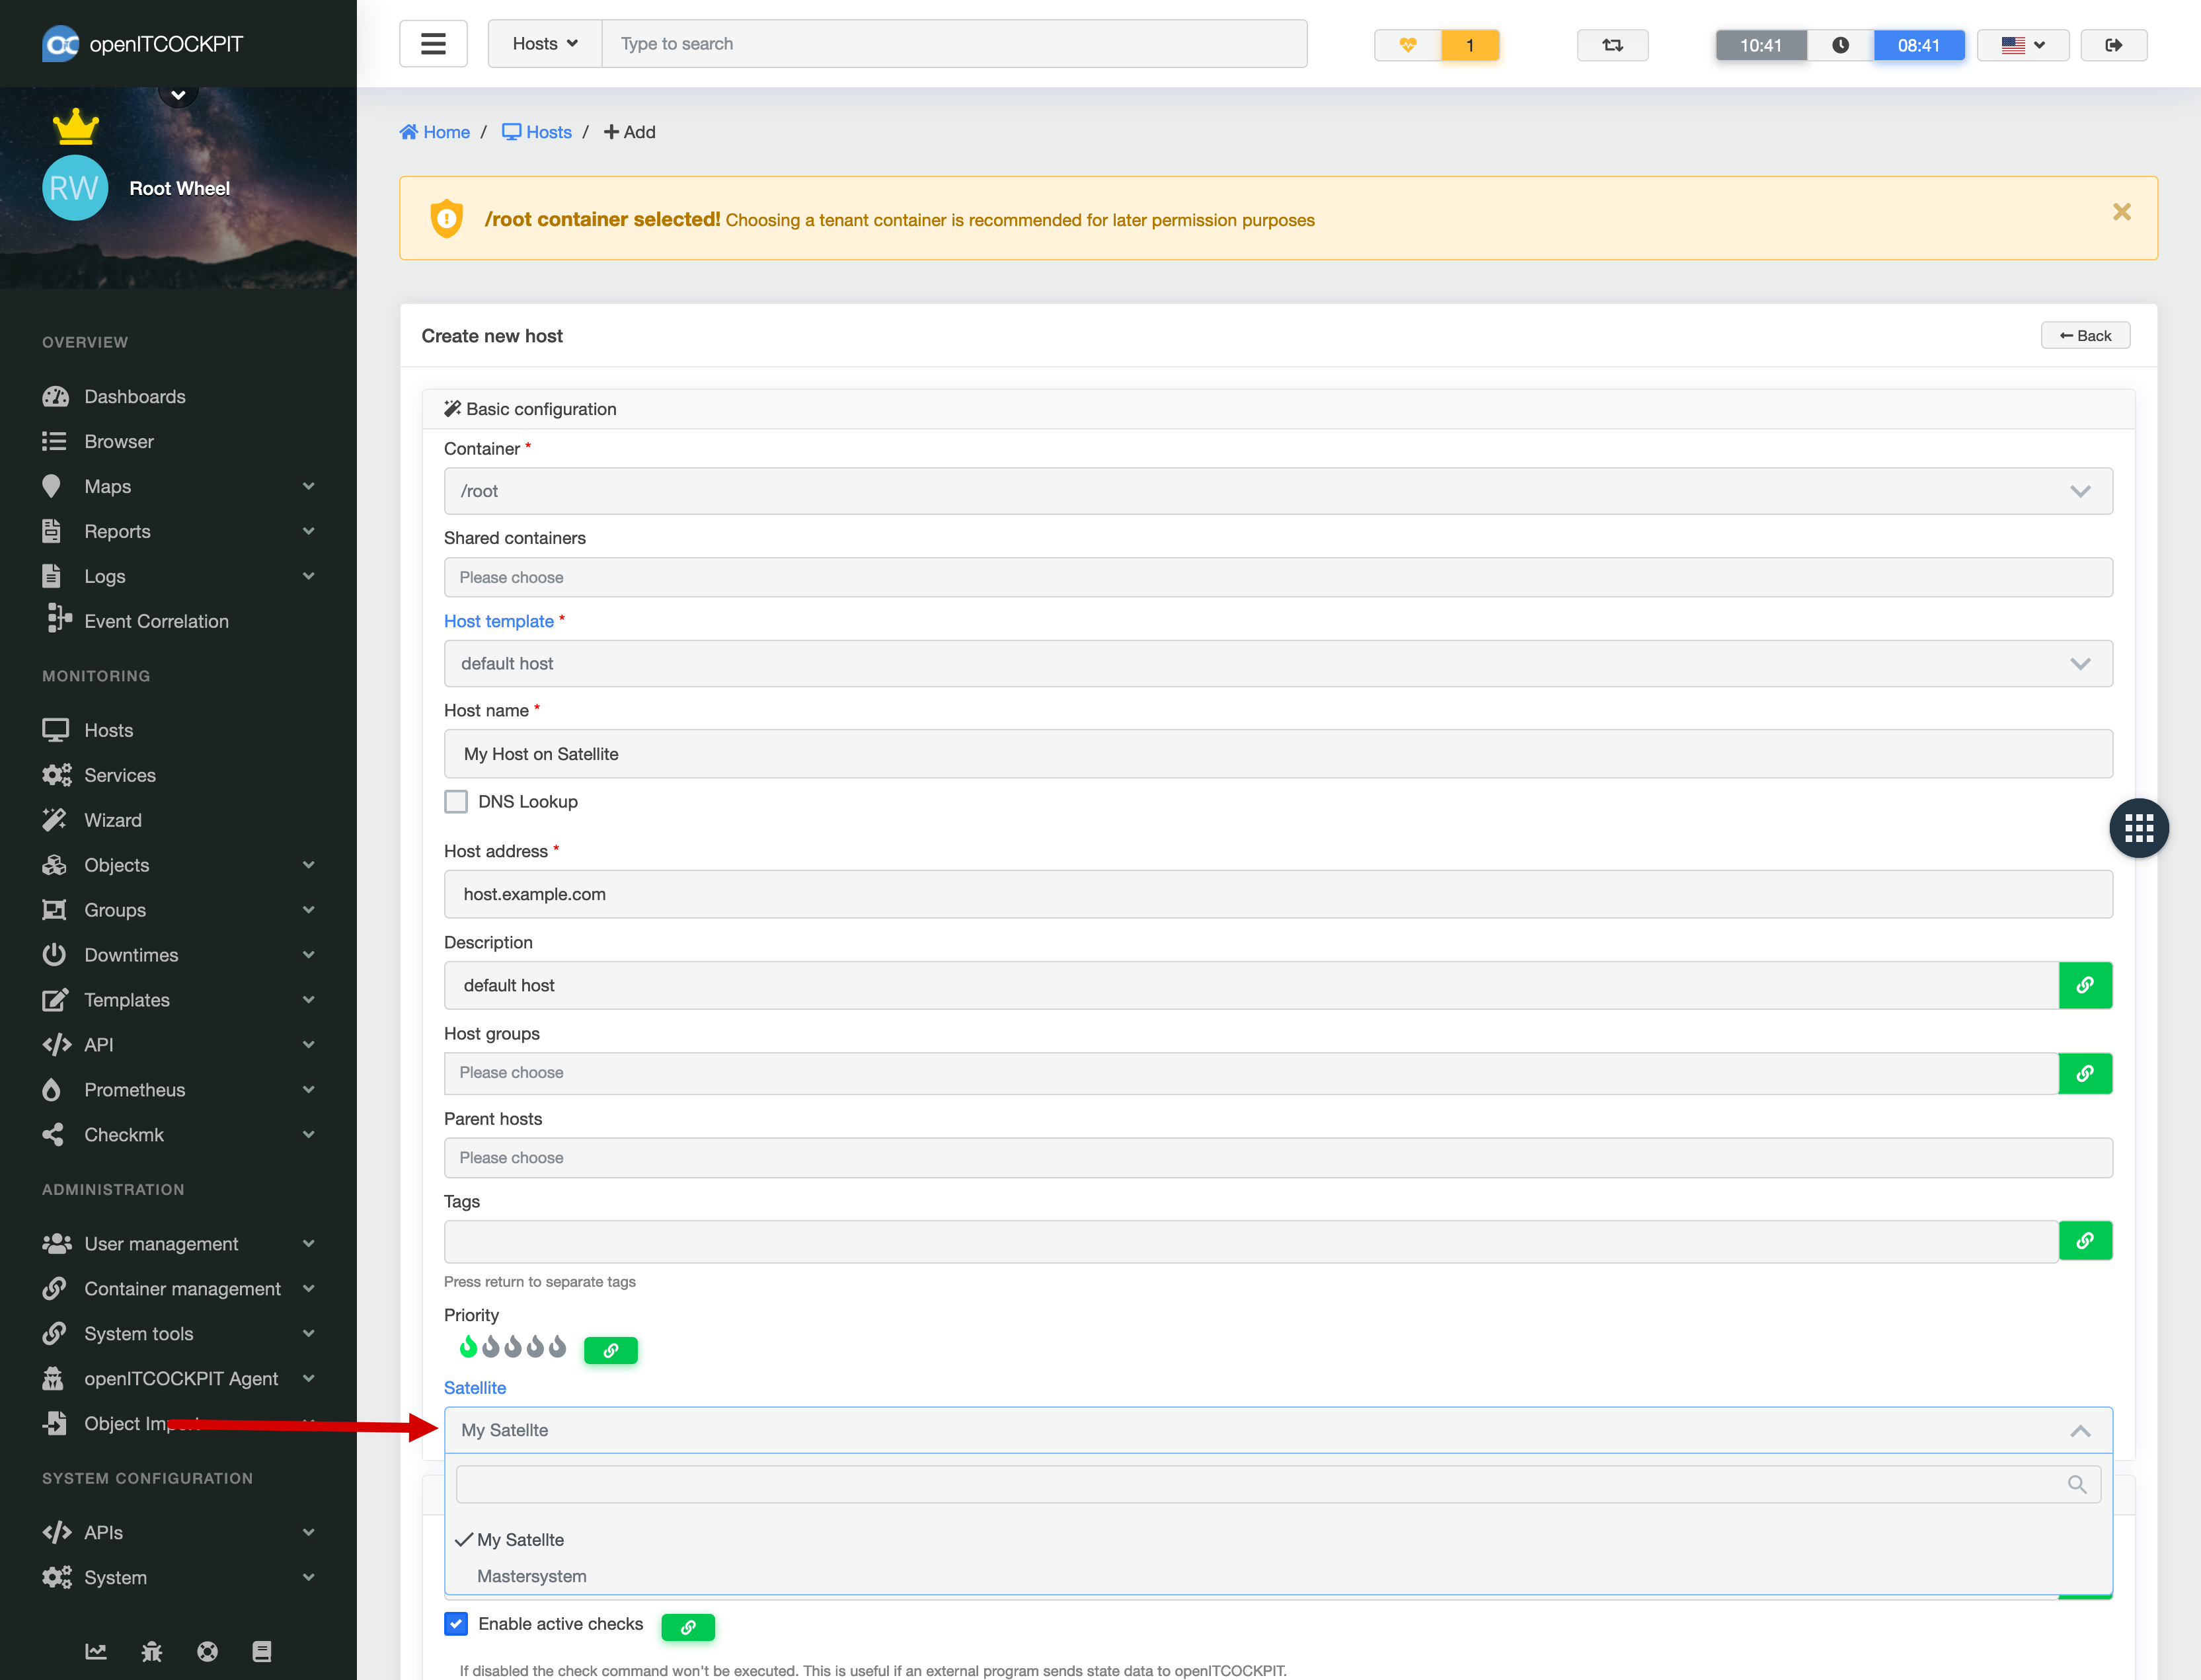 openITCOCKPIT
Hosts
Type to search
1
10:41
08:41
RW
Root Wheel
Home / Hosts / Add
/root container selected! Choosing a tenant container is recommended for later permission purposes
OVERVIEW
Dashboards
Browser
Maps
Reports
Logs
Event Correlation
MONITORING
Hosts
Services
Wizard
Objects
Groups
Downtimes
Templates
API
Prometheus
Checkmk
ADMINISTRATION
User management
Container management
System tools
openITCOCKPIT Agent
Object Import
SYSTEM CONFIGURATION
APIs
System
Create new host
Back
Basic configuration
Container *
/root
Shared containers
Please choose
Host template *
default host
Host name *
My Host on Satellite
DNS Lookup
Host address *
host.example.com
Description
default host
Host groups
Please choose
Parent hosts
Please choose
Tags
Press return to separate tags
Priority
Satellite
My Satellte
My Satellte
Mastersystem
Enable active checks
If disabled the check command won't be executed. This is useful if an external program sends state data to openITCOCKPIT.